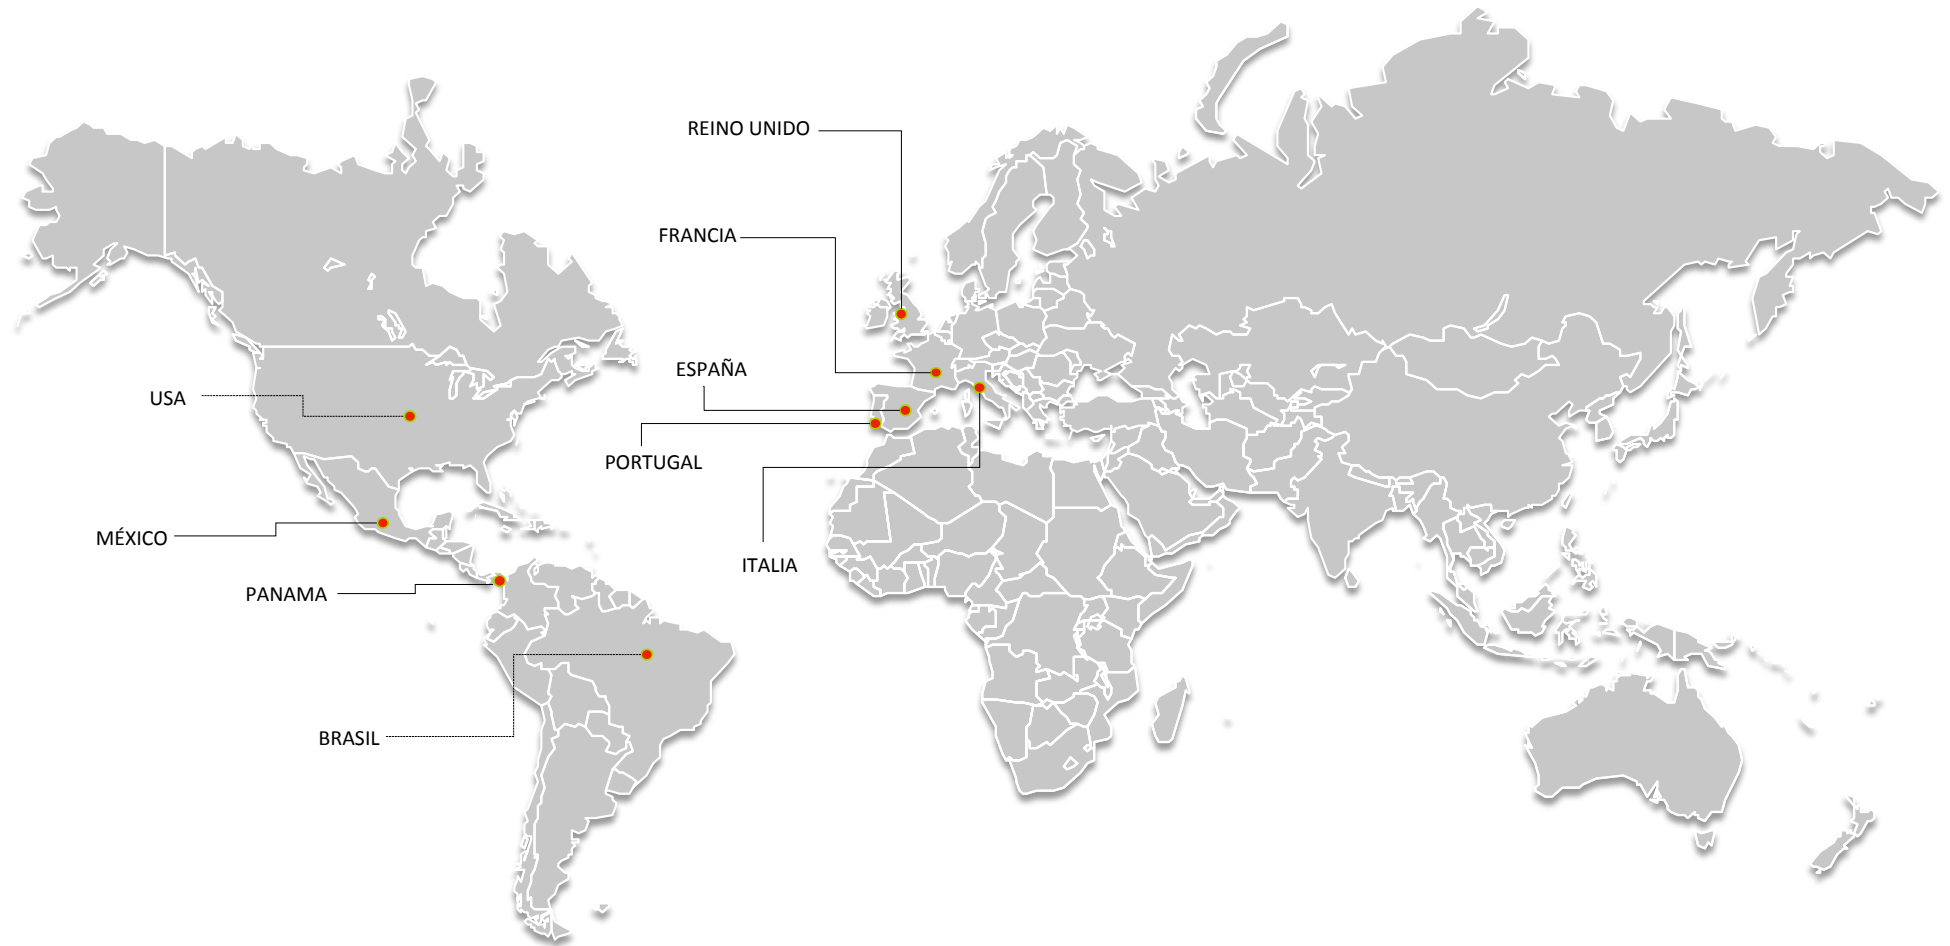 REINO UNIDO
FRANCIA
ESPAÑA
USA
PORTUGAL
MÉXICO
ITALIA
PANAMA
BRASIL